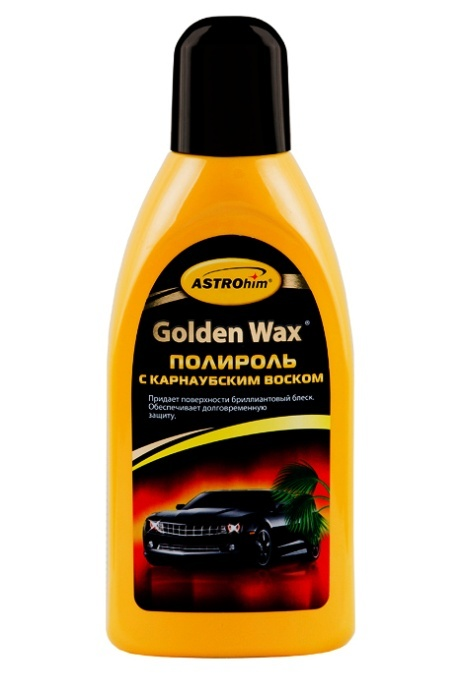 ASTROhim®
Golden Wax®
ПОЛИРОЛЬ
С КАРНАУБСКИМ ВОСКОМ
Придает поверхности бриллиантовый блеск.
Обеспечивает долговременную
защиту.